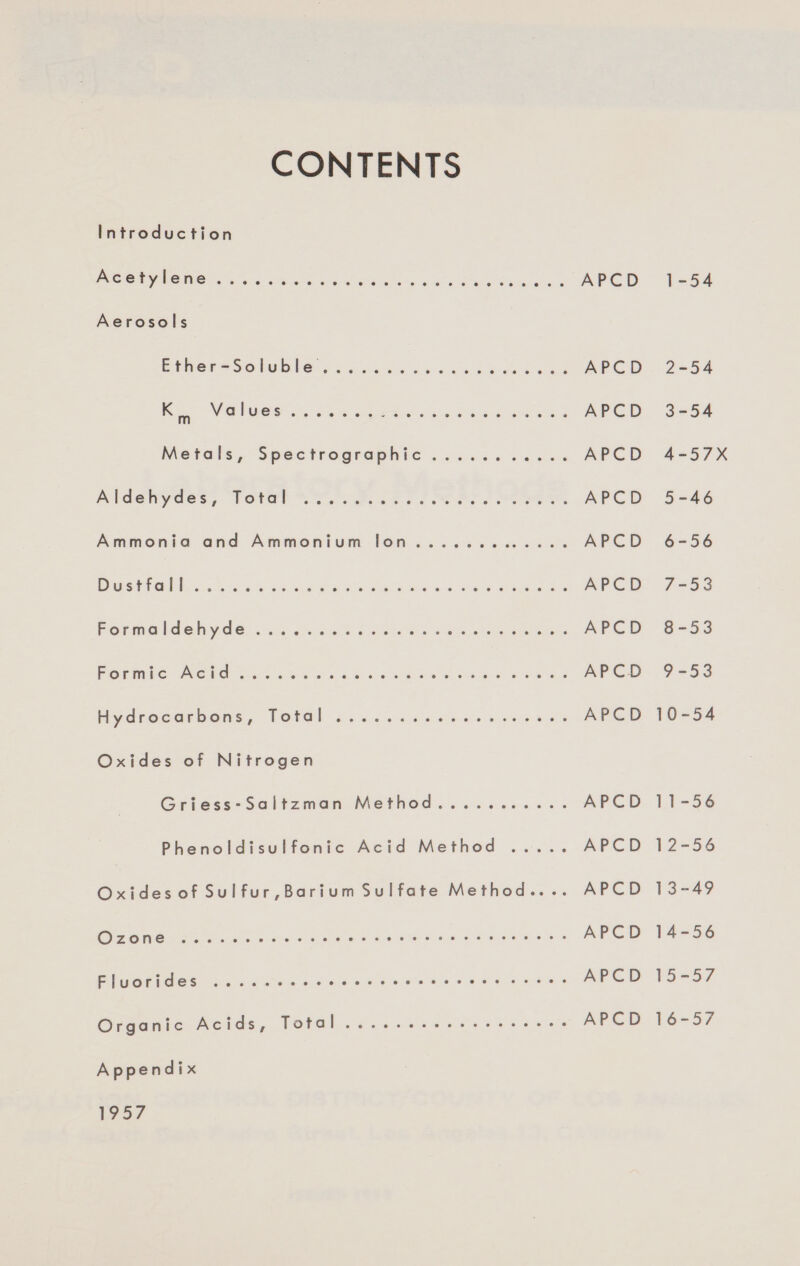 CONTENTS
Introduction
Acetylene .............................. APCD 1-54
Aerosols
Ether-Soluble ..................... APCD 2-54
Km Values ........................ APCD 3-54
Metals, Spectrographic ........... APCD 4-57X
Aldehydes, Total ....................... APCD 5-46
Ammonia and Ammonium Ion ............. APCD 6-56
Dustfall ................................ APCD 7-53
Formaldehyde ........................... APCD 8-53
Formic Acid ............................ APCD 9-53
Hydrocarbons, Total .................... APCD 10-54
Oxides of Nitrogen
Griess-Saltzman Method........... APCD 11-56
Phenoldisulfonic Acid Method ..... APCD 12-56
Oxides of Sulfur,Barium Sulfate Method.... APCD 13-49
Ozone ................................. APCD 14-56
Fluorides .............................. APCD 15-57
Organic Acids, Total ................... APCD 16-57
Appendix
1957